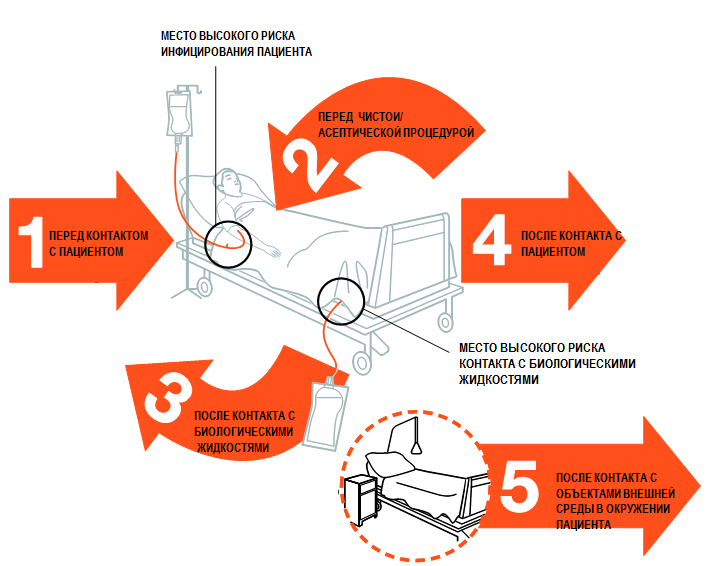 МЕСТО ВЫСОКОГО РИСКА
ИНФИЦИРОВАНИЯ ПАЦИЕНТА
2
ПЕРЕД ЧИСТОИ/
АСЕПТИЧЕСКОЙ ПРОЦЕДУРОЙ
1
ПЕРЕД КОНТАКТОМ
С ПАЦИЕНТОМ
4
ПОСЛЕ КОНТАКТА С
ПАЦИЕНТОМ
МЕСТО ВЫСОКОГО РИСКА
КОНТАКТА С БИОЛОГИЧЕСКИМИ
ЖИДКОСТЯМИ
3
ПОСЛЕ КОНТАКТА С
БИОЛОГИЧЕСКИМИ
ЖИДКОСТЯМИ
5
ПОСЛЕ КОНТАКТА С
ОБЪЕКТАМИ ВНЕШНЕЙ
СРЕДЫ В ОКРУЖЕНИИ
ПАЦИЕНТА